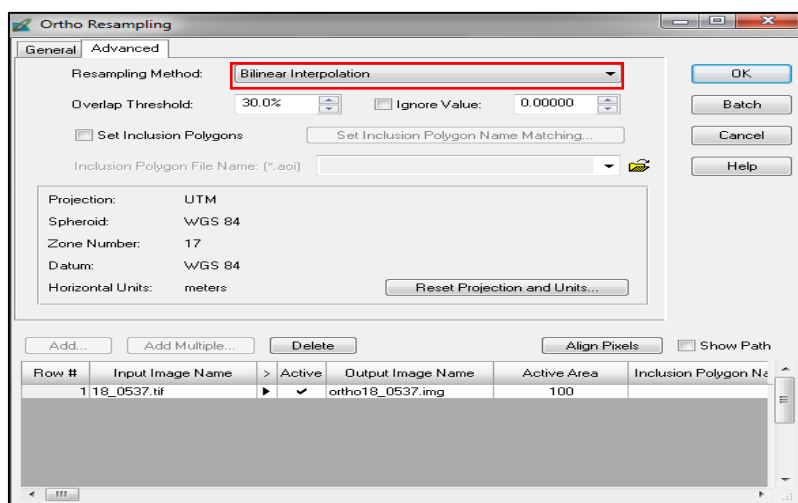 Ortho Resampling
General Advanced
Resampling Method: Bilinear Interpolation OK
Overlap Threshold: 30.0% Ignore Value: 0.00000 Batch
Set Inclusion Polygons Set Inclusion Polygon Name Matching... Cancel
Inclusion Polygon File Name: (*.aoi) Help
Projection: UTM
Spheroid: WGS 84
Zone Number: 17
Datum: WGS 84
Horizontal Units: meters Reset Projection and Units...
Add... Add Multiple... Delete Align Pixels Show Path
Row # Input Image Name > Active Output Image Name Active Area Inclusion Polygon Na
1 18_0537.tif ortho18_0537.img 100